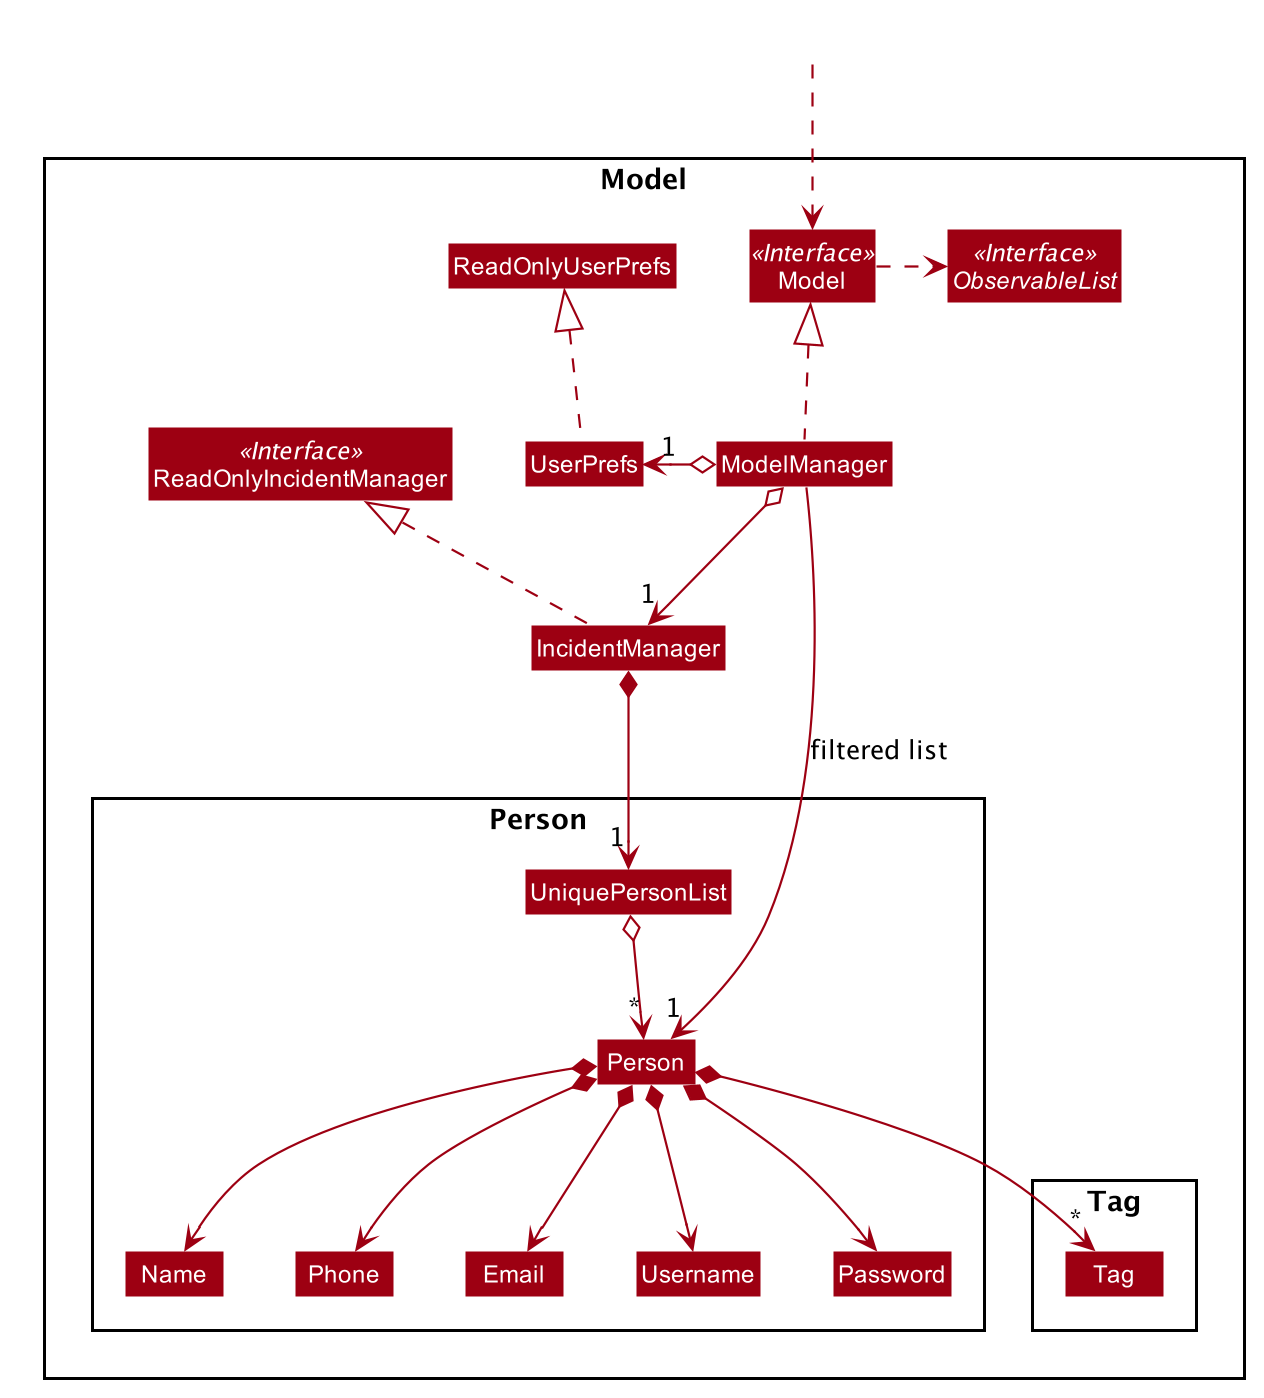 Model
ReadOnlyUserPrefs
«Interface»
Model
«Interface»
ObservableList
«Interface»
ReadOnlyIncidentManager
UserPrefs
1
ModelManager
1
IncidentManager
filtered list
Person
1
UniquePersonList
*
1
Person
Tag
*
Name
Phone
Email
Username
Password
Tag